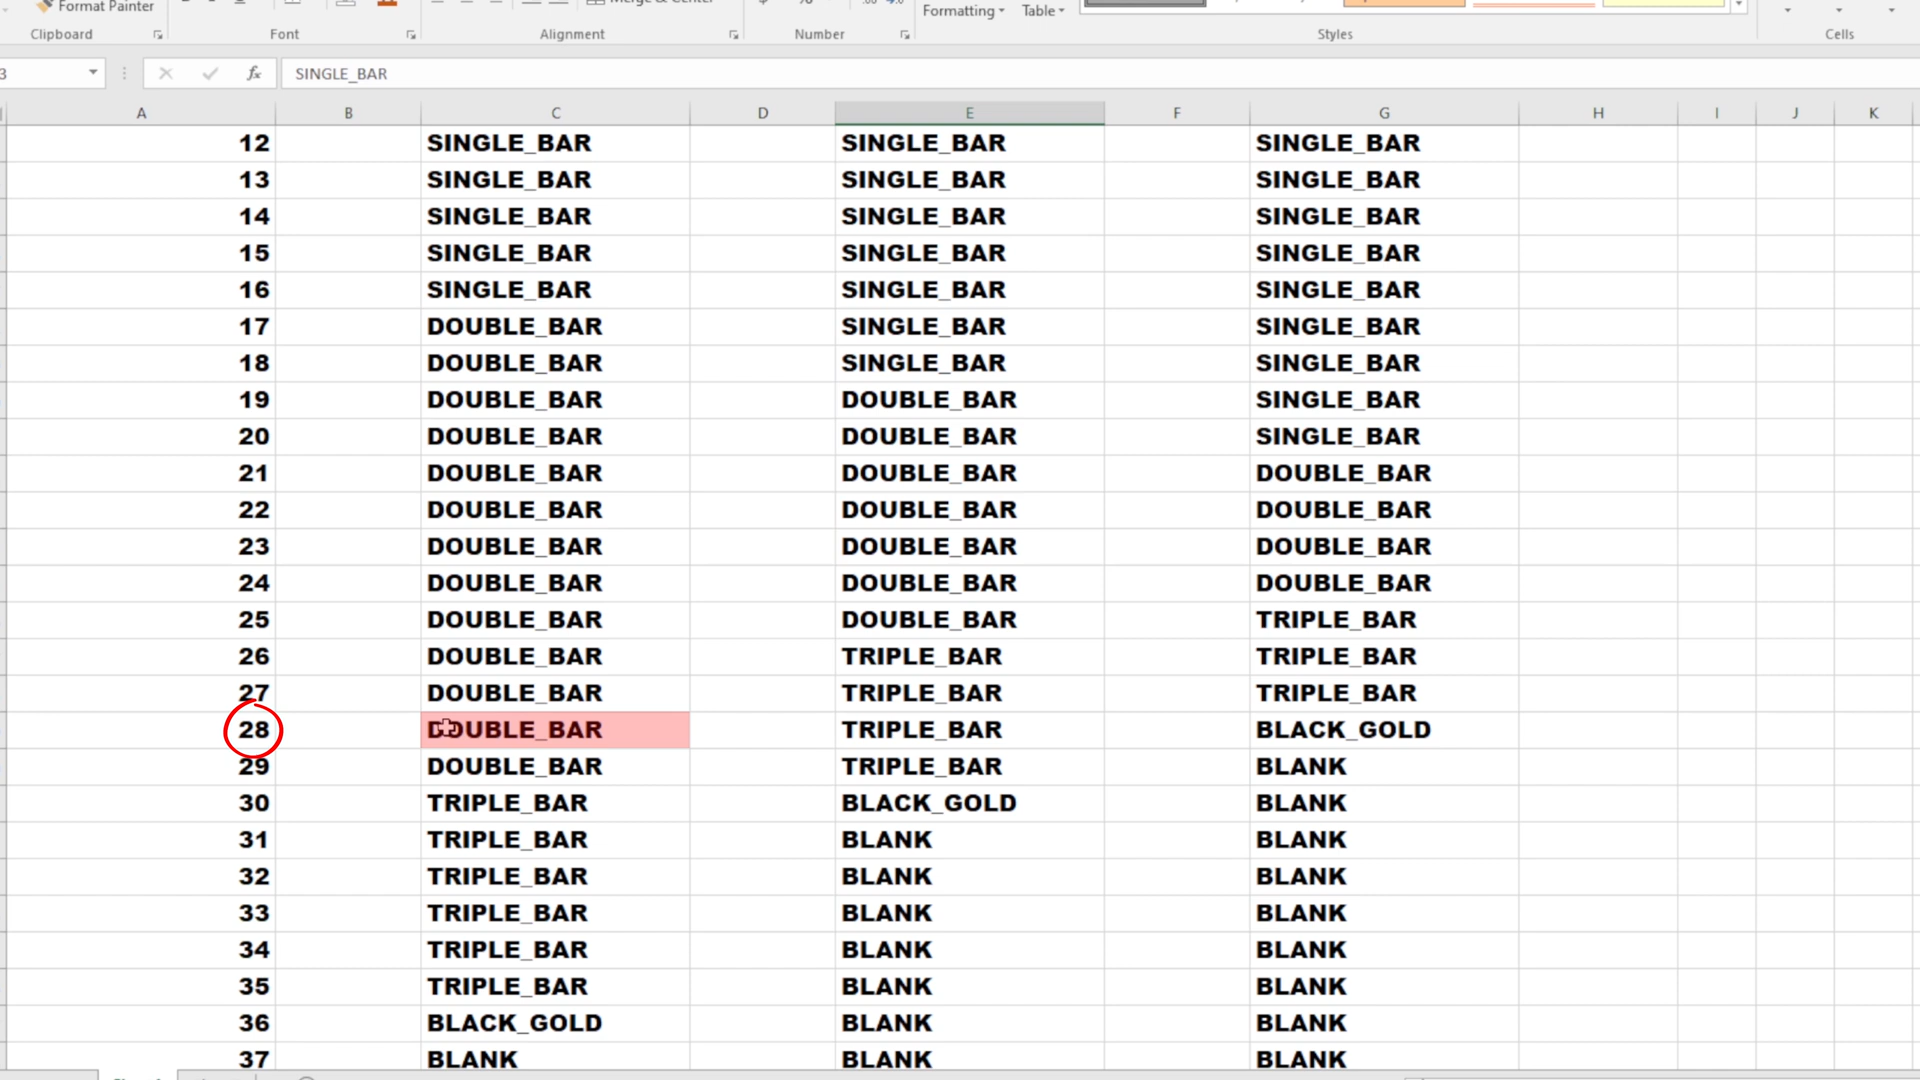 Format Painter
Merge & Center
Formatting Table
Clipboard Font Alignment Number Styles Cells
3 fx SINGLE_BAR
A B C D E F G H I J K
12 SINGLE_BAR SINGLE_BAR SINGLE_BAR
13 SINGLE_BAR SINGLE_BAR SINGLE_BAR
14 SINGLE_BAR SINGLE_BAR SINGLE_BAR
15 SINGLE_BAR SINGLE_BAR SINGLE_BAR
16 SINGLE_BAR SINGLE_BAR SINGLE_BAR
17 DOUBLE_BAR SINGLE_BAR SINGLE_BAR
18 DOUBLE_BAR SINGLE_BAR SINGLE_BAR
19 DOUBLE_BAR DOUBLE_BAR SINGLE_BAR
20 DOUBLE_BAR DOUBLE_BAR SINGLE_BAR
21 DOUBLE_BAR DOUBLE_BAR DOUBLE_BAR
22 DOUBLE_BAR DOUBLE_BAR DOUBLE_BAR
23 DOUBLE_BAR DOUBLE_BAR DOUBLE_BAR
24 DOUBLE_BAR DOUBLE_BAR DOUBLE_BAR
25 DOUBLE_BAR DOUBLE_BAR TRIPLE_BAR
26 DOUBLE_BAR TRIPLE_BAR TRIPLE_BAR
27 DOUBLE_BAR TRIPLE_BAR TRIPLE_BAR
28 DOUBLE_BAR TRIPLE_BAR BLACK_GOLD
29 DOUBLE_BAR TRIPLE_BAR BLANK
30 TRIPLE_BAR BLACK_GOLD BLANK
31 TRIPLE_BAR BLANK BLANK
32 TRIPLE_BAR BLANK BLANK
33 TRIPLE_BAR BLANK BLANK
34 TRIPLE_BAR BLANK BLANK
35 TRIPLE_BAR BLANK BLANK
36 BLACK_GOLD BLANK BLANK
37 BLANK BLANK BLANK